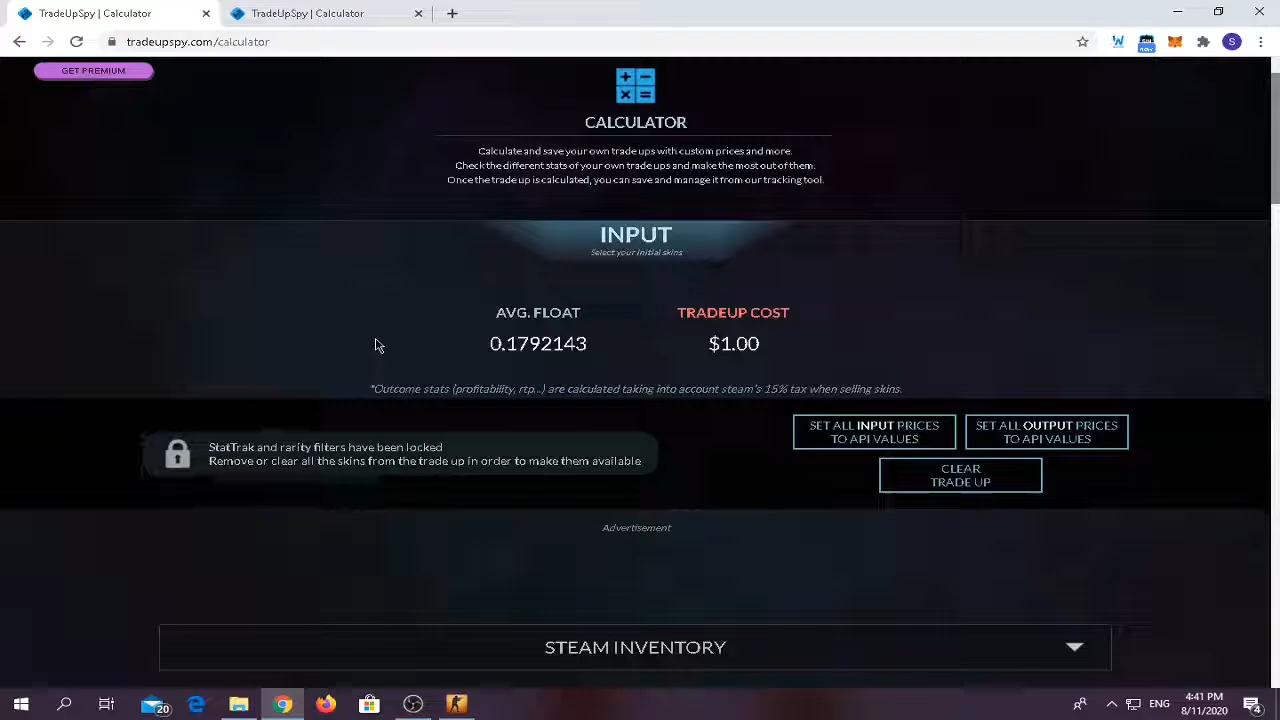 TradeUpSpy | Calculator
TradeUpSpy | Calculator
tradeupspy.com/calculator
S
GET PREMIUM
CALCULATOR
Calculate and save your own trade ups with custom prices and more.
Check the different stats of your own trade ups and make the most out of them.
Once the trade up is calculated, you can save and manage it from our tracking tool.
INPUT
Select your initial skins
AVG. FLOAT
TRADEUP COST
0.1792143
$1.00
*Outcome stats (profitability, rtp...) are calculated taking into account steam's 15% tax when selling skins.
StatTrak and rarity filters have been locked
Remove or clear all the skins from the trade up in order to make them available
SET ALL INPUT PRICES
TO API VALUES
SET ALL OUTPUT PRICES
TO API VALUES
CLEAR
TRADE UP
Advertisement
STEAM INVENTORY
20
ENG
4:41 PM
8/11/2020
4